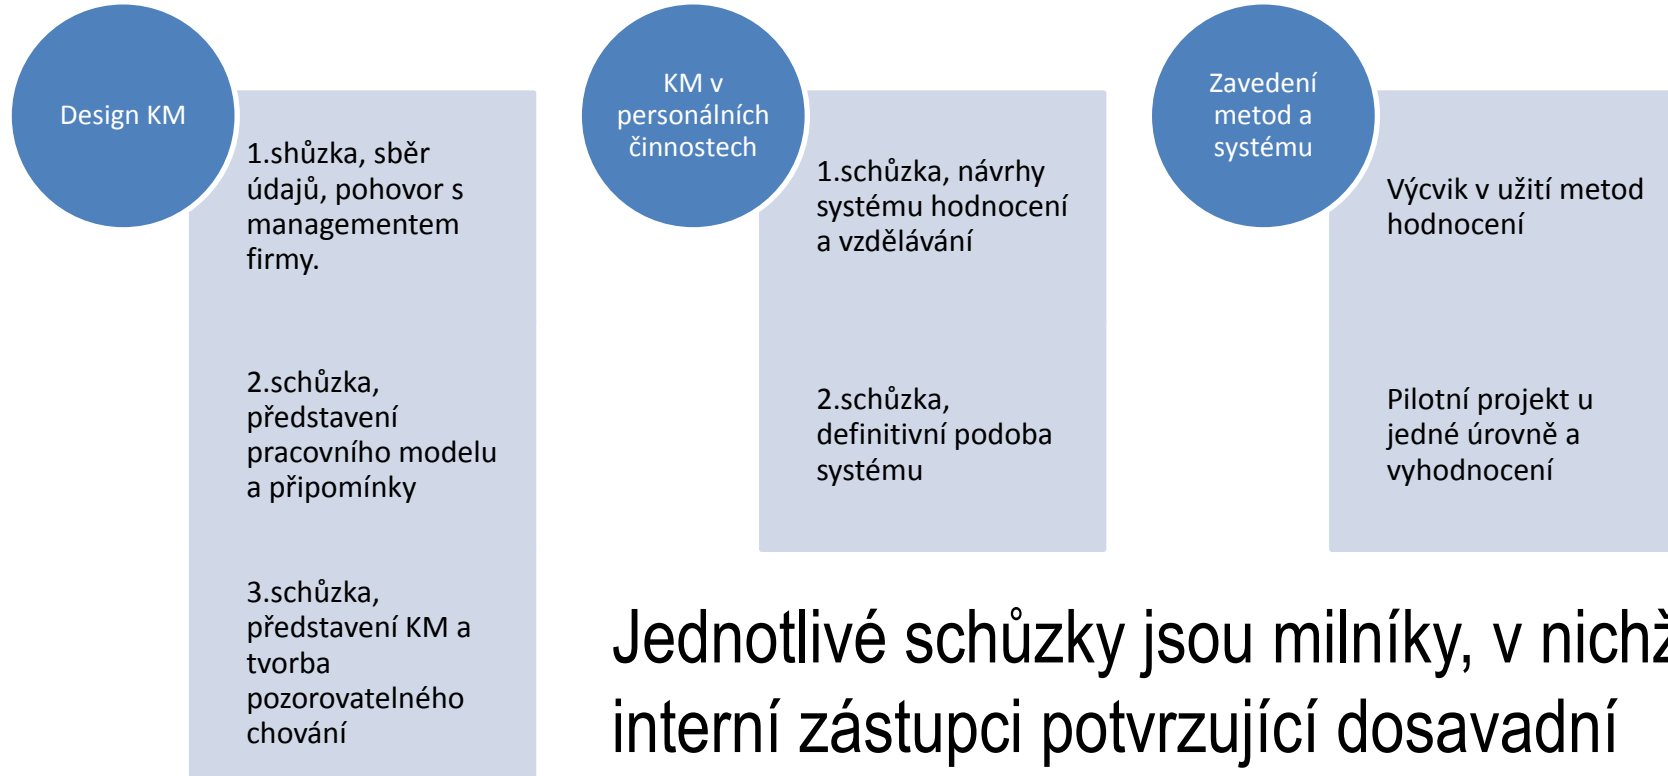 Design KM
1.shůzka, sběr
údajů, pohovor s
managementem
firmy.
2.schůzka,
představení
pracovního modelu
a připomínky
3.schůzka,
představení KM a
tvorba
pozorovatelného
chování
KM v
personálních
činnostech
1.schůzka, návrhy
systému hodnocení
a vzdělávání
2.schůzka,
definitivní podoba
systému
Zavedení
metod a
systému
Výcvik v užití metod
hodnocení
Pilotní projekt u
jedné úrovně a
vyhodnocení
Jednotlivé schůzky jsou milníky, v nichž
interní zástupci potvrzující dosavadní